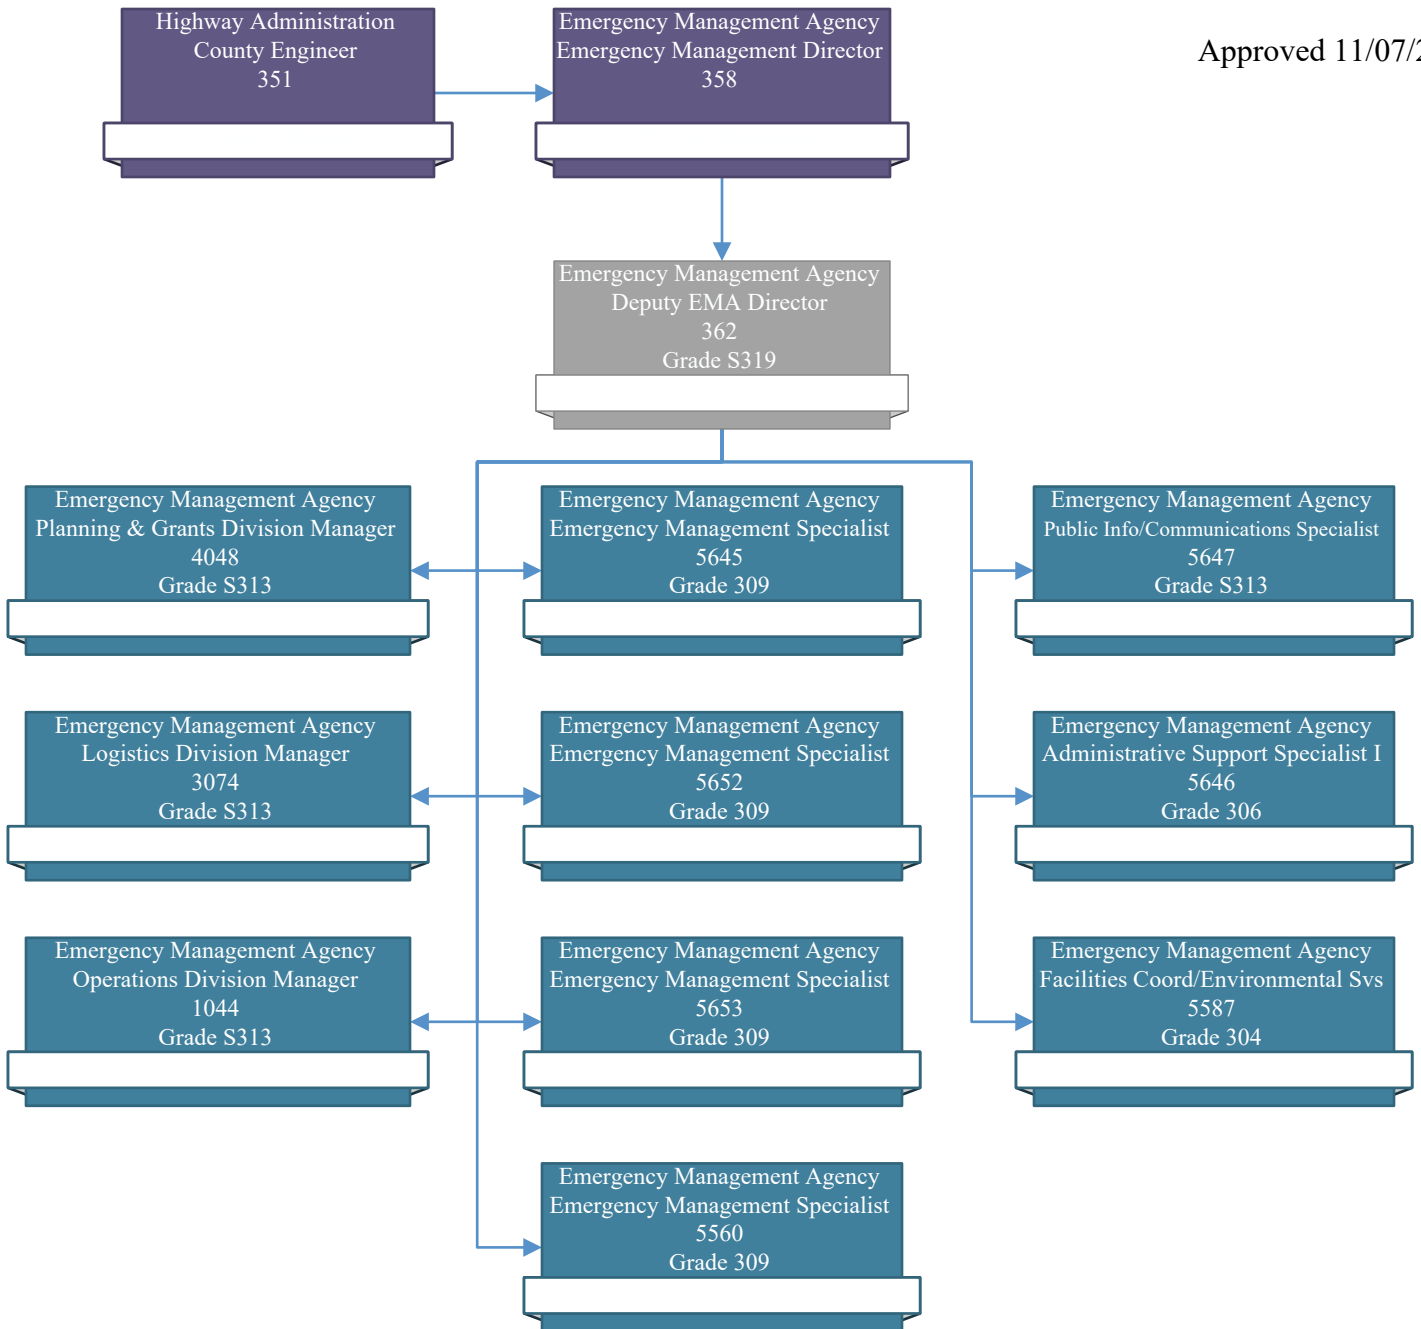 Highway Administration
County Engineer
351
Emergency Management Agency
Emergency Management Director
358
Approved 11/07/2
Emergency Management Agency
Deputy EMA Director
362
Grade S319
Emergency Management Agency
Planning & Grants Division Manager
4048
Grade S313
Emergency Management Agency
Emergency Management Specialist
5645
Grade 309
Emergency Management Agency
Public Info/Communications Specialist
5647
Grade S313
Emergency Management Agency
Logistics Division Manager
3074
Grade S313
Emergency Management Agency
Emergency Management Specialist
5652
Grade 309
Emergency Management Agency
Administrative Support Specialist I
5646
Grade 306
Emergency Management Agency
Operations Division Manager
1044
Grade S313
Emergency Management Agency
Emergency Management Specialist
5653
Grade 309
Emergency Management Agency
Facilities Coord/Environmental Svs
5587
Grade 304
Emergency Management Agency
Emergency Management Specialist
5560
Grade 309